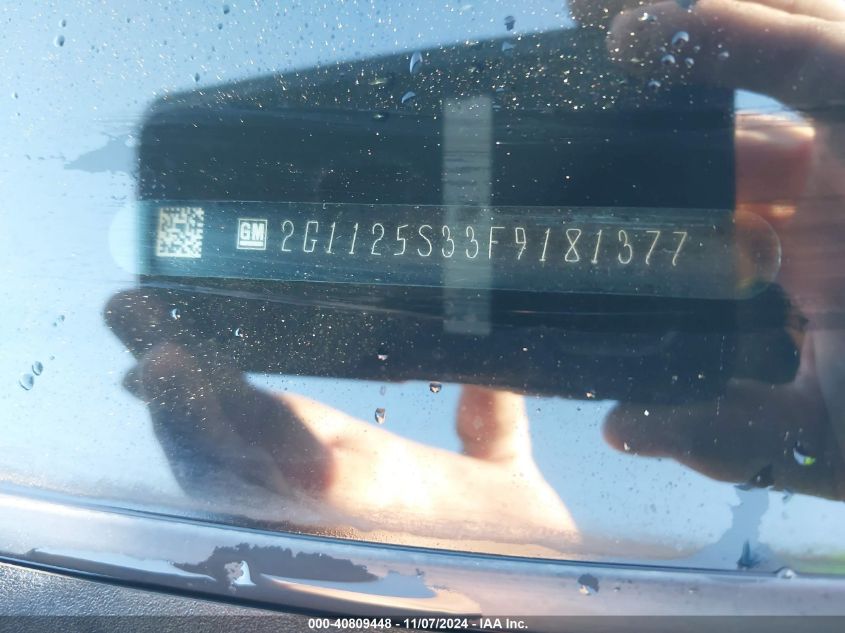 GM 2G1125S33F9181377
000-40809448 - 11/07/2024 - IAA Inc.